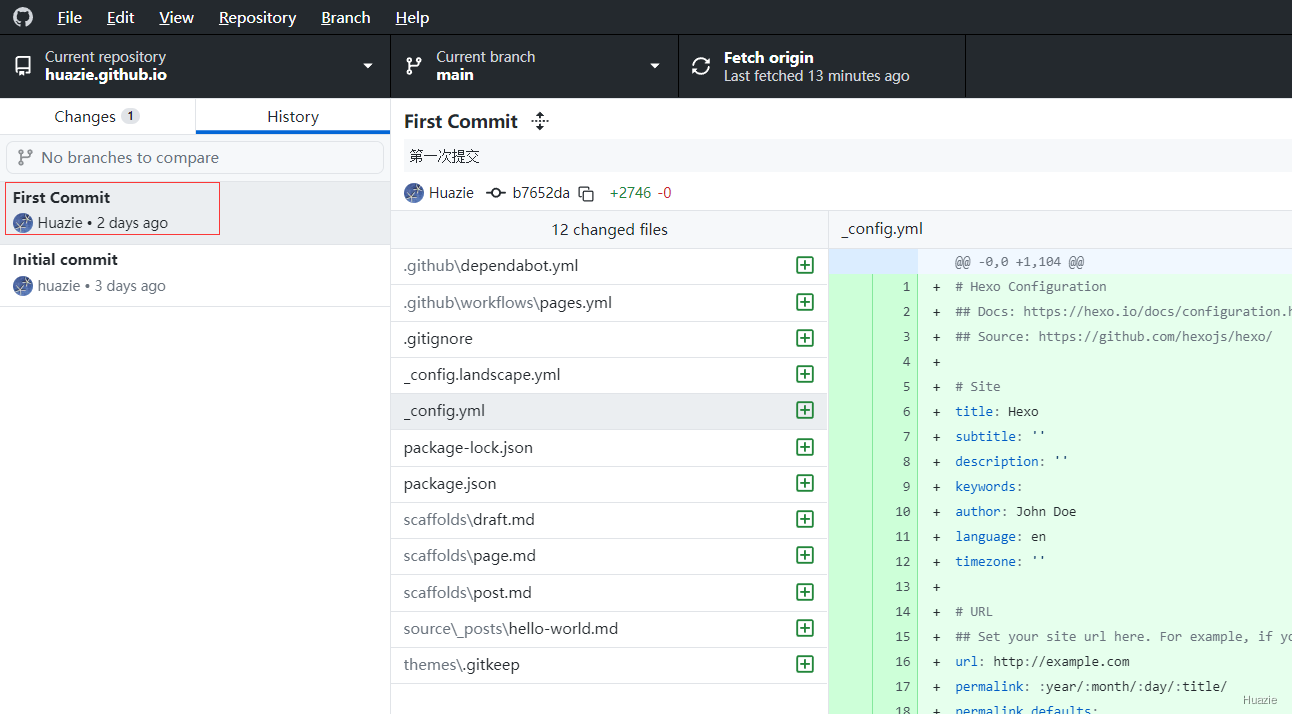 File Edit View Repository Branch Help
Current repository
huazie.github.io
Current branch
main
Fetch origin
Last fetched 13 minutes ago
Changes 1
History
No branches to compare
First Commit
Huazie • 2 days ago
Initial commit
huazie • 3 days ago
First Commit
第一次提交
Huazie b7652da +2746 -0
12 changed files
.github\dependabot.yml
.github\workflows\pages.yml
.gitignore
_config.landscape.yml
_config.yml
package-lock.json
package.json
scaffolds\draft.md
scaffolds\page.md
scaffolds\post.md
source\_posts\hello-world.md
themes\.gitkeep
_config.yml
@@ -0,0 +1,104 @@
1 + # Hexo Configuration
2 + ## Docs: https://hexo.io/docs/configuration.h
3 + ## Source: https://github.com/hexojs/hexo/
4 +
5 + # Site
6 + title: Hexo
7 + subtitle: ''
8 + description: ''
9 + keywords:
10 + author: John Doe
11 + language: en
12 + timezone: ''
13 +
14 + # URL
15 + ## Set your site url here. For example, if yo
16 + url: http://example.com
17 + permalink: :year/:month/:day/:title/
18 + permalink_defaults:
Huazie